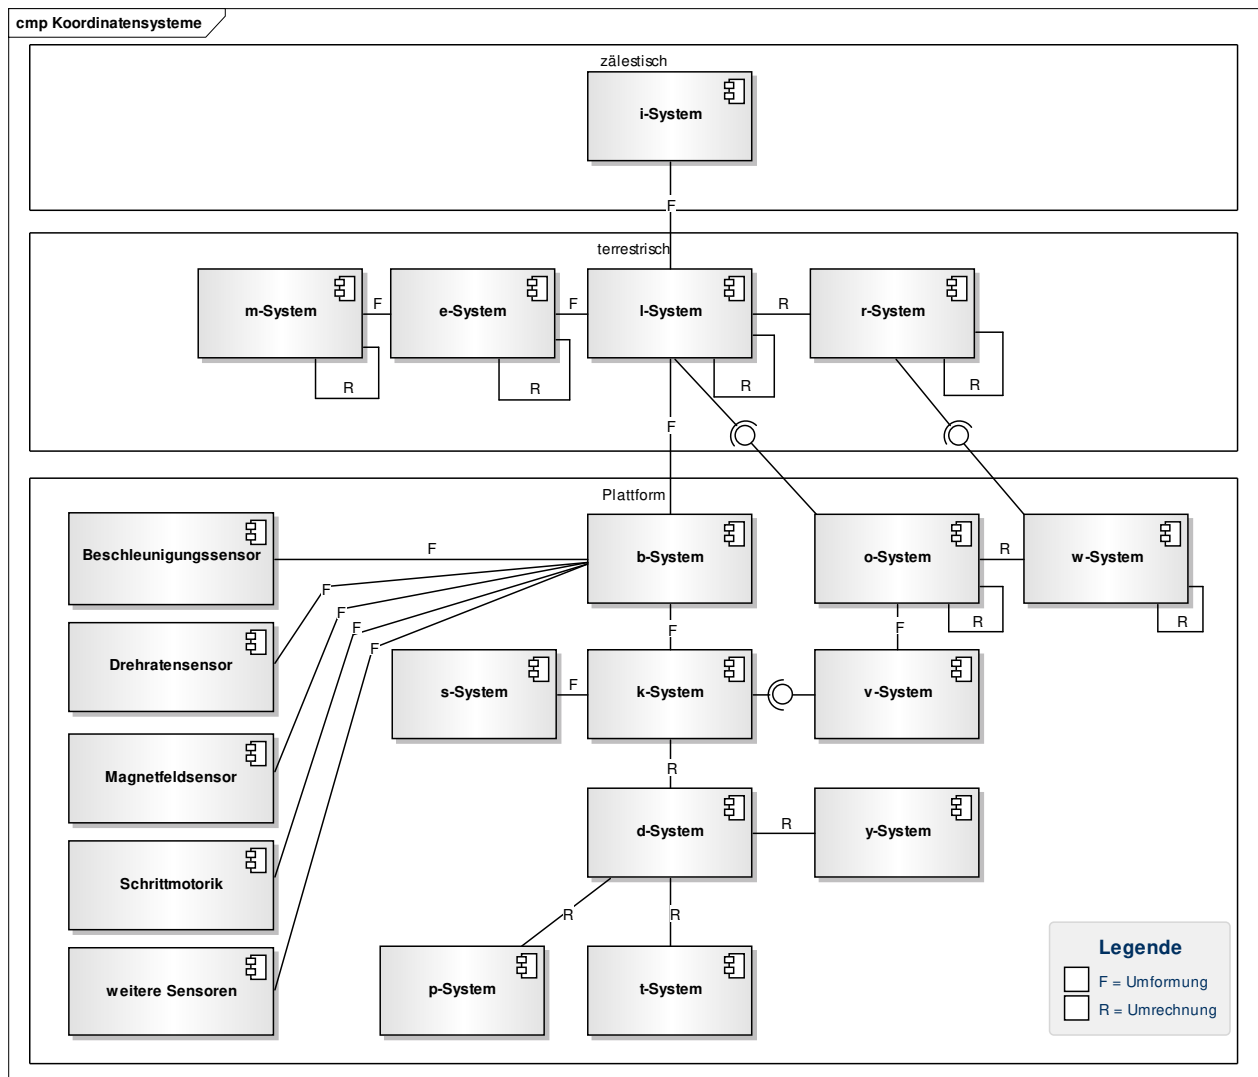 cmp Koordinatensysteme
zälestisch
i-System
F
terrestrisch
m-System
F
e-System
F
l-System
R
r-System
R
R
R
R
F
Plattform
Beschleunigungssensor
F
b-System
o-System
R
w-System
F
F
F
F
R
R
F
F
Drehratensensor
s-System
F
k-System
v-System
Magnetfeldsensor
R
d-System
R
y-System
Schrittmotorik
R
R
weitere Sensoren
p-System
t-System
Legende
F = Umformung
R = Umrechnung